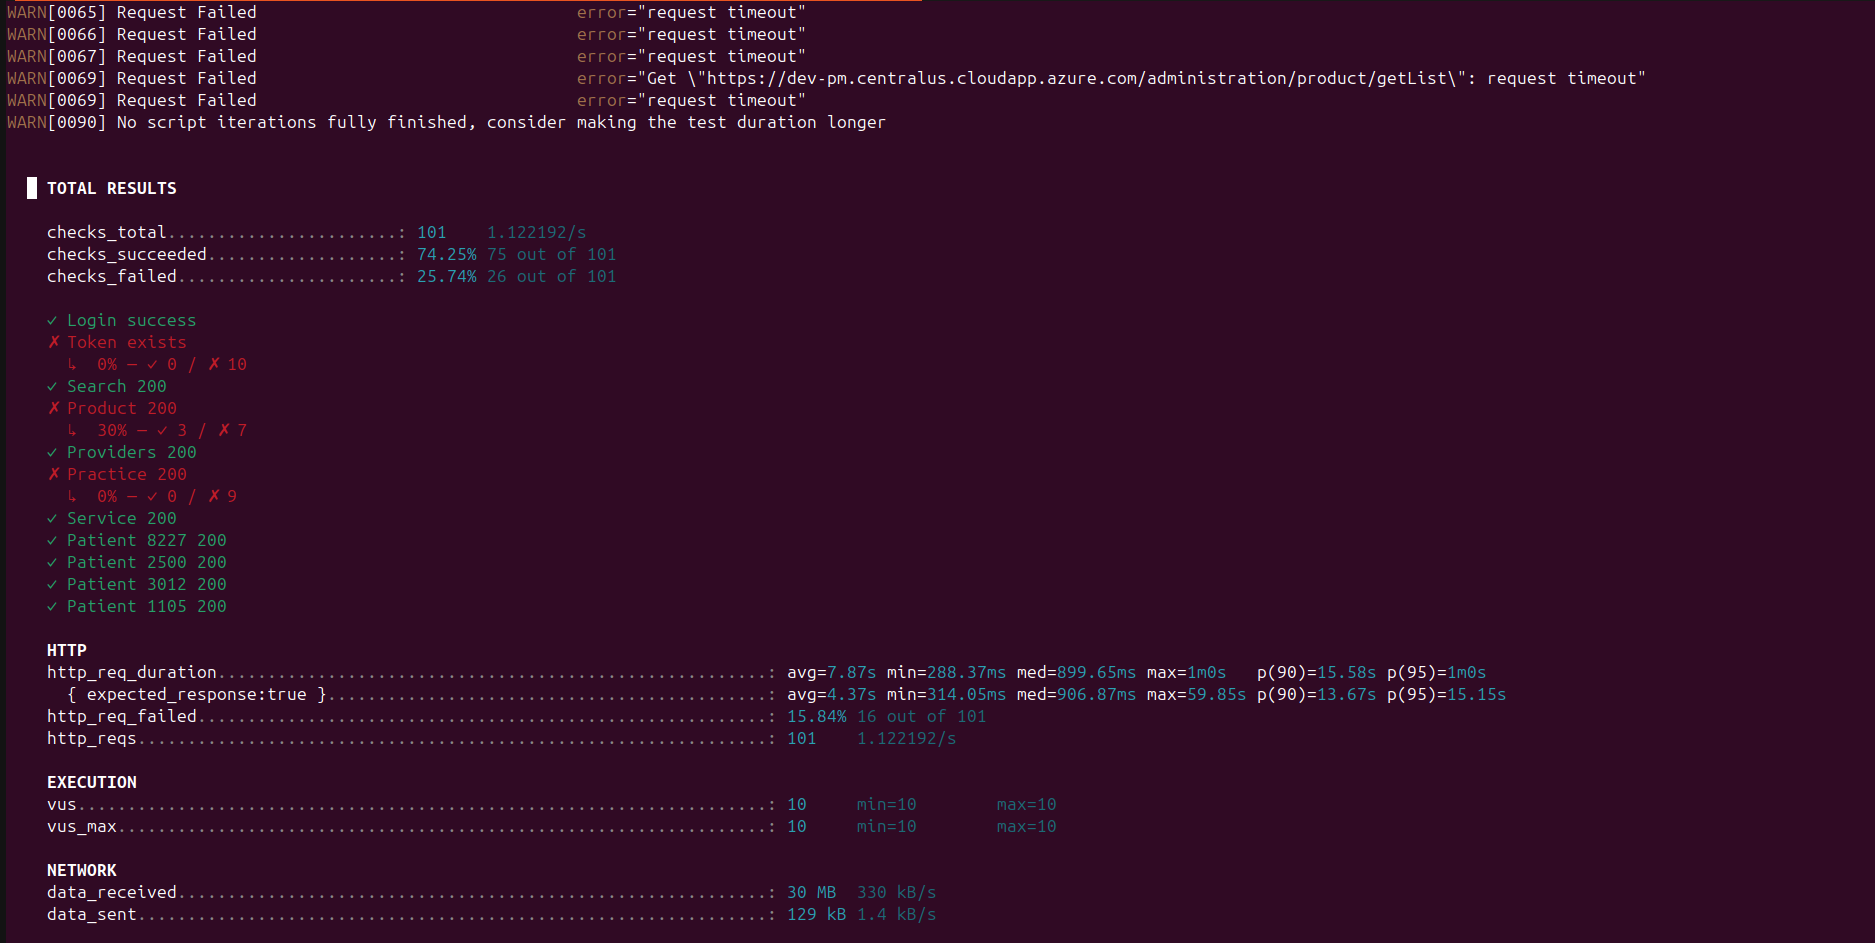 WARN[0065] Request Failed error="request timeout"
WARN[0066] Request Failed error="request timeout"
WARN[0067] Request Failed error="request timeout"
WARN[0069] Request Failed error="Get \"https://dev-pm.centralus.cloudapp.azure.com/administration/product/getList\": request timeout"
WARN[0069] Request Failed error="request timeout"
WARN[0090] No script iterations fully finished, consider making the test duration longer
TOTAL RESULTS
checks_total.......................: 101 1.122192/s
checks_succeeded...................: 74.25% 75 out of 101
checks_failed......................: 25.74% 26 out of 101
✓ Login success
✗ Token exists
↳ 0% — ✓ 0 / ✗ 10
✓ Search 200
✗ Product 200
↳ 30% — ✓ 3 / ✗ 7
✓ Providers 200
✗ Practice 200
↳ 0% — ✓ 0 / ✗ 9
✓ Service 200
✓ Patient 8227 200
✓ Patient 2500 200
✓ Patient 3012 200
✓ Patient 1105 200
HTTP
http_req_duration.......................................................: avg=7.87s min=288.37ms med=899.65ms max=1m0s p(90)=15.58s p(95)=1m0s
{ expected_response:true }............................................: avg=4.37s min=314.05ms med=906.87ms max=59.85s p(90)=13.67s p(95)=15.15s
http_req_failed.........................................................: 15.84% 16 out of 101
http_reqs...............................................................: 101 1.122192/s
EXECUTION
vus.....................................................................: 10 min=10 max=10
vus_max.................................................................: 10 min=10 max=10
NETWORK
data_received...........................................................: 30 MB 330 kB/s
data_sent...............................................................: 129 kB 1.4 kB/s